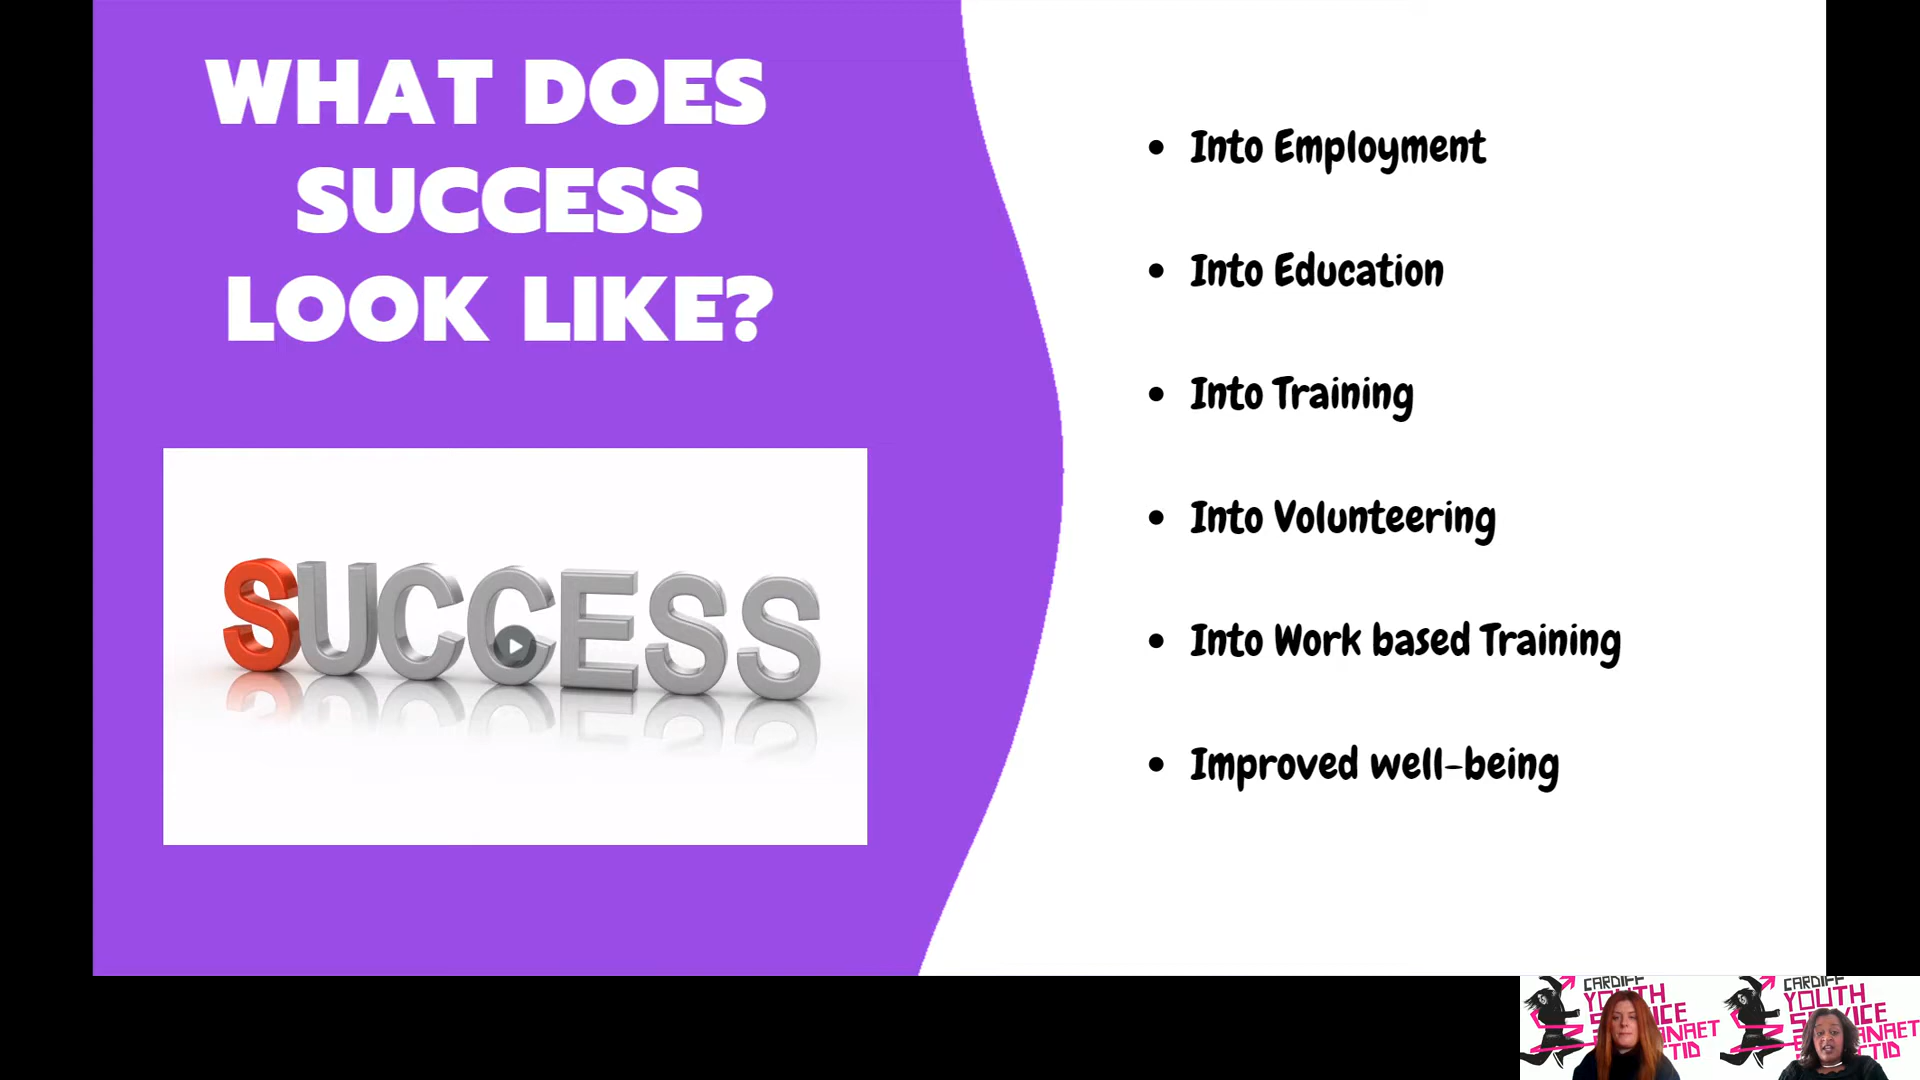 WHAT DOES
SUCCESS
LOOK LIKE?
SUCCESS
• Into Employment
• Into Education
• Into Training
• Into Volunteering
• Into Work based Training
• Improved well-being
CARDIFF
YOUTH
CARDIFF
YOUTH